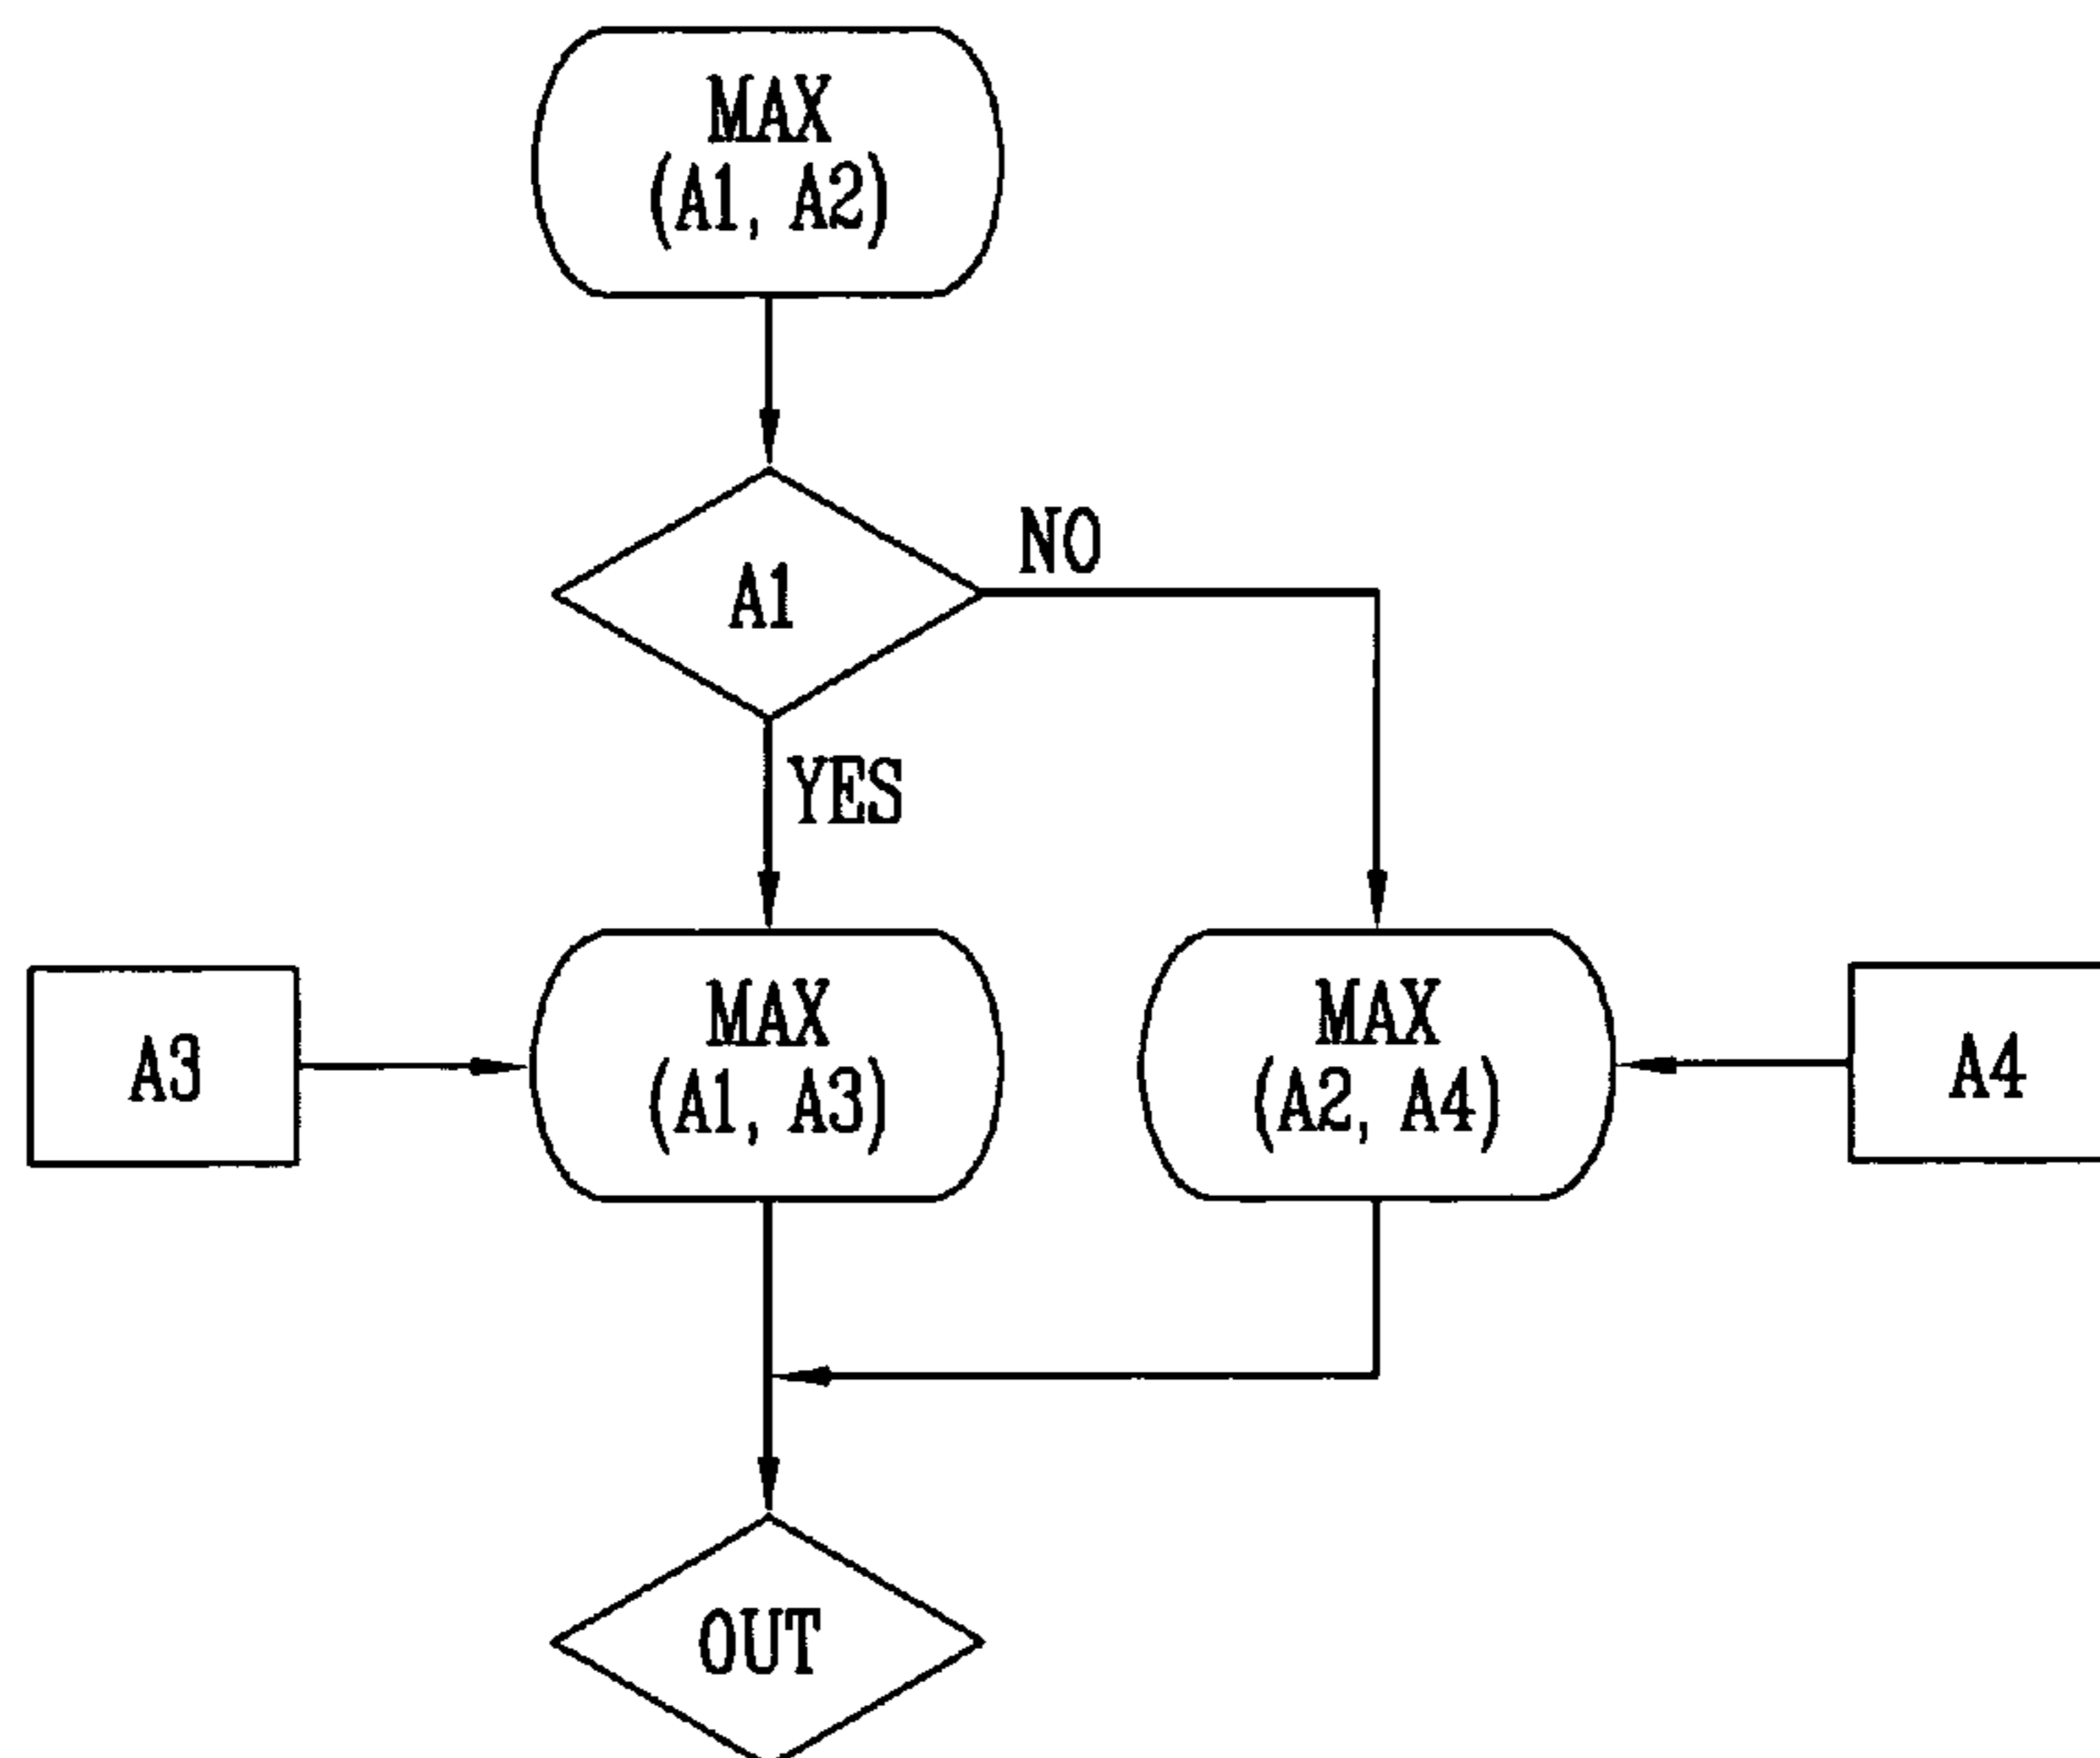 MAX
(A1, A2)
A1
NO
YES
A3
MAX
(A1, A3)
MAX
(A2, A4)
A4
OUT